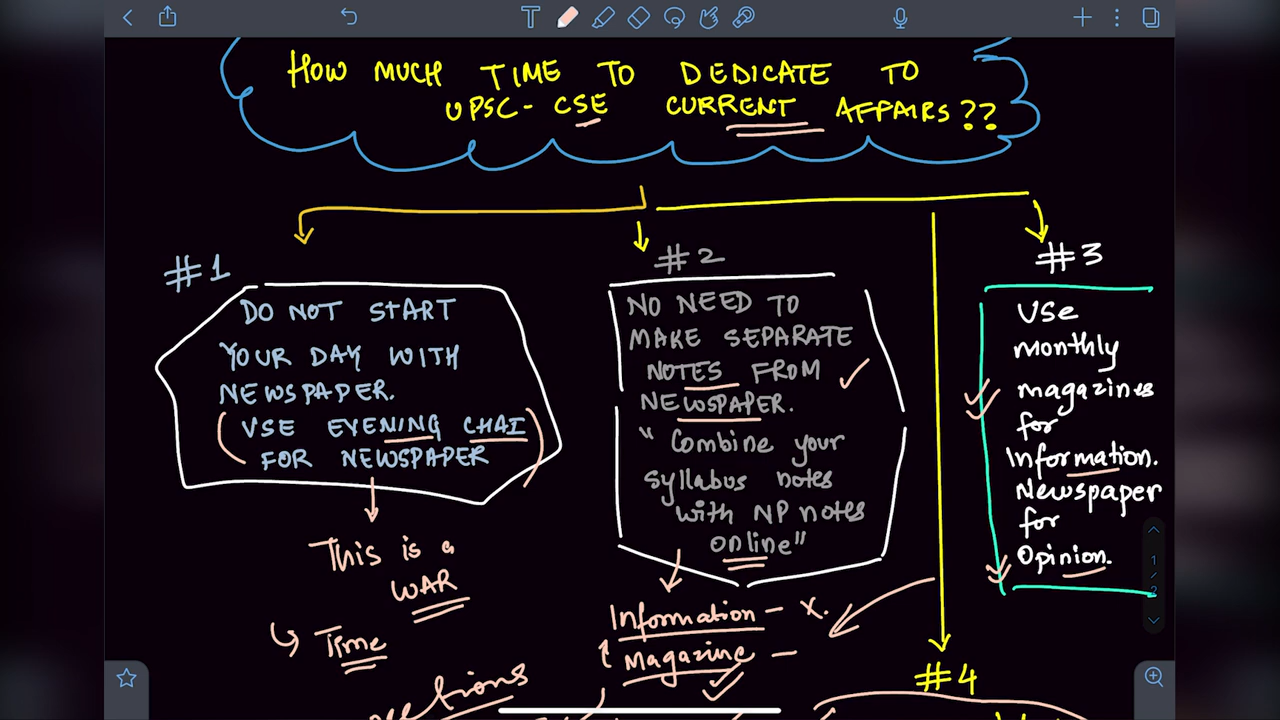 HOW MUCH TIME TO DEDICATE TO
UPSC-CSE CURRENT AFFAIRS??
#1
DO NOT START
YOUR DAY WITH
NEWSPAPER.
(USE EVENING CHAI
FOR NEWSPAPER)
This is a
WAR
Time
#2
NO NEED TO
MAKE SEPARATE
NOTES FROM
NEWSPAPER.
"Combine your
syllabus notes
with NP notes
online"
Information - x.
Magazine -
#3
Use
monthly
magazines
for
Information.
Newspaper
for
Opinion.
1
/
2
#4